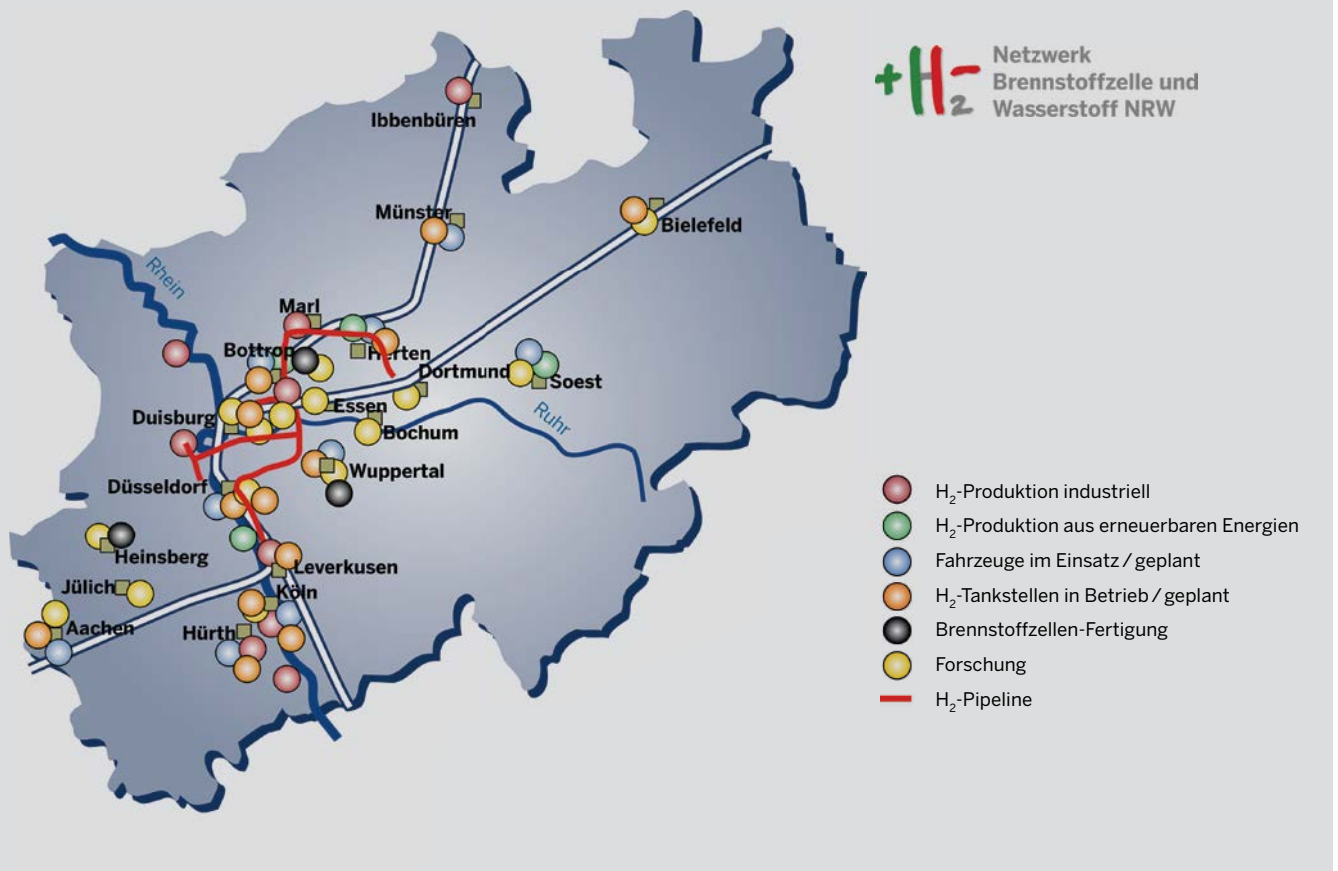 +H2-
Netzwerk
Brennstoffzelle und
Wasserstoff NRW
Ibbenbüren
Münster
Bielefeld
Rhein
Marl
Bottrop
Herten
Dortmund
Soest
Essen
Duisburg
Ruhr
Bochum
Wuppertal
Düsseldorf
Heinsberg
Leverkusen
Jülich
Köln
Aachen
Hürth
H2-Produktion industriell
H2-Produktion aus erneuerbaren Energien
Fahrzeuge im Einsatz / geplant
H2-Tankstellen in Betrieb / geplant
Brennstoffzellen-Fertigung
Forschung
H2-Pipeline